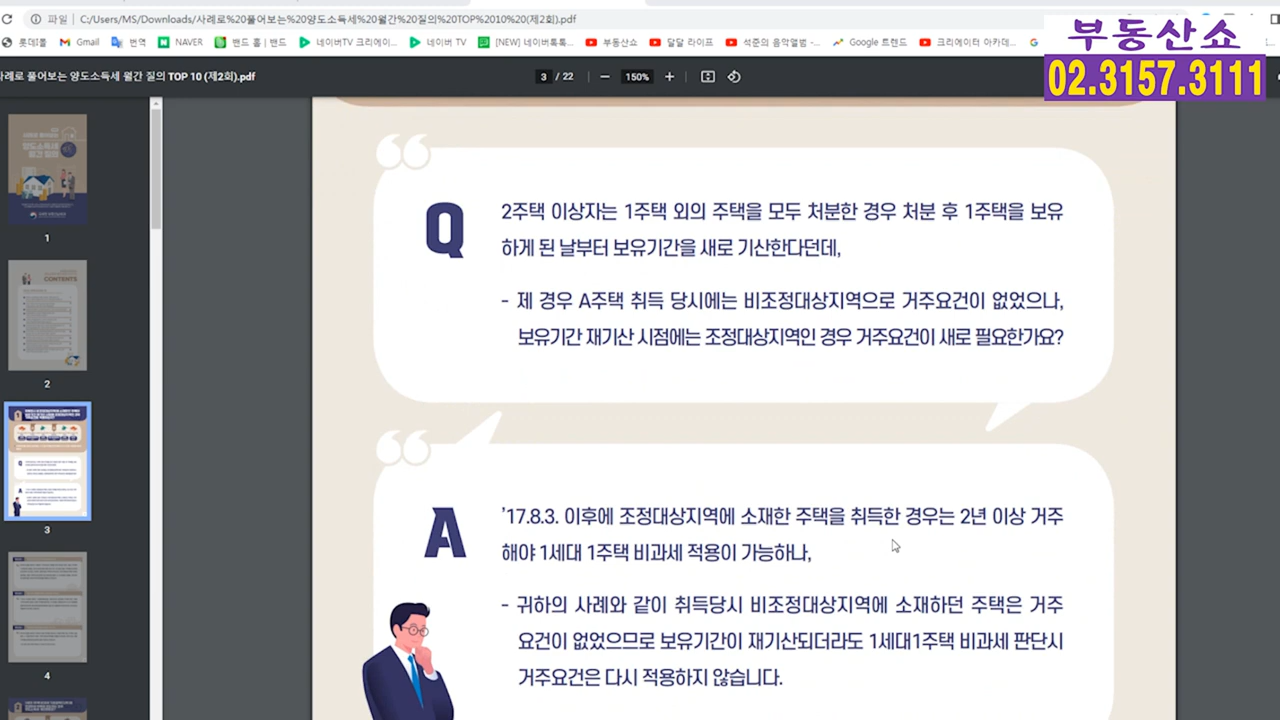 파일 | C:/Users/MS/Downloads/사례로%20풀어보는%20양도소득세%20월간%20질의%20TOP%2010%20(제2회).pdf
롯데홈 Gmail 번역 NAVER 밴드 홈 | 밴드 네이버TV 크리에이... 네이버 TV [NEW] 네이버톡톡... 부동산쇼 달달 라이프 석준의 음악앨범 -... Google 트렌드 크리에이터 아카데...
부동산쇼
02.3157.3111
사례로 풀어보는 양도소득세 월간 질의 TOP 10 (제2회).pdf
3 / 22
150%
1
CONTENTS
2
3
4
Q
2주택 이상자는 1주택 외의 주택을 모두 처분한 경우 처분 후 1주택을 보유
하게 된 날부터 보유기간을 새로 기산한다던데,
- 제 경우 A주택 취득 당시에는 비조정대상지역으로 거주요건이 없었으나,
보유기간 재기산 시점에는 조정대상지역인 경우 거주요건이 새로 필요한가요?
A
'17.8.3. 이후에 조정대상지역에 소재한 주택을 취득한 경우는 2년 이상 거주
해야 1세대 1주택 비과세 적용이 가능하나,
- 귀하의 사례와 같이 취득당시 비조정대상지역에 소재하던 주택은 거주
요건이 없었으므로 보유기간이 재기산되더라도 1세대1주택 비과세 판단시
거주요건은 다시 적용하지 않습니다.